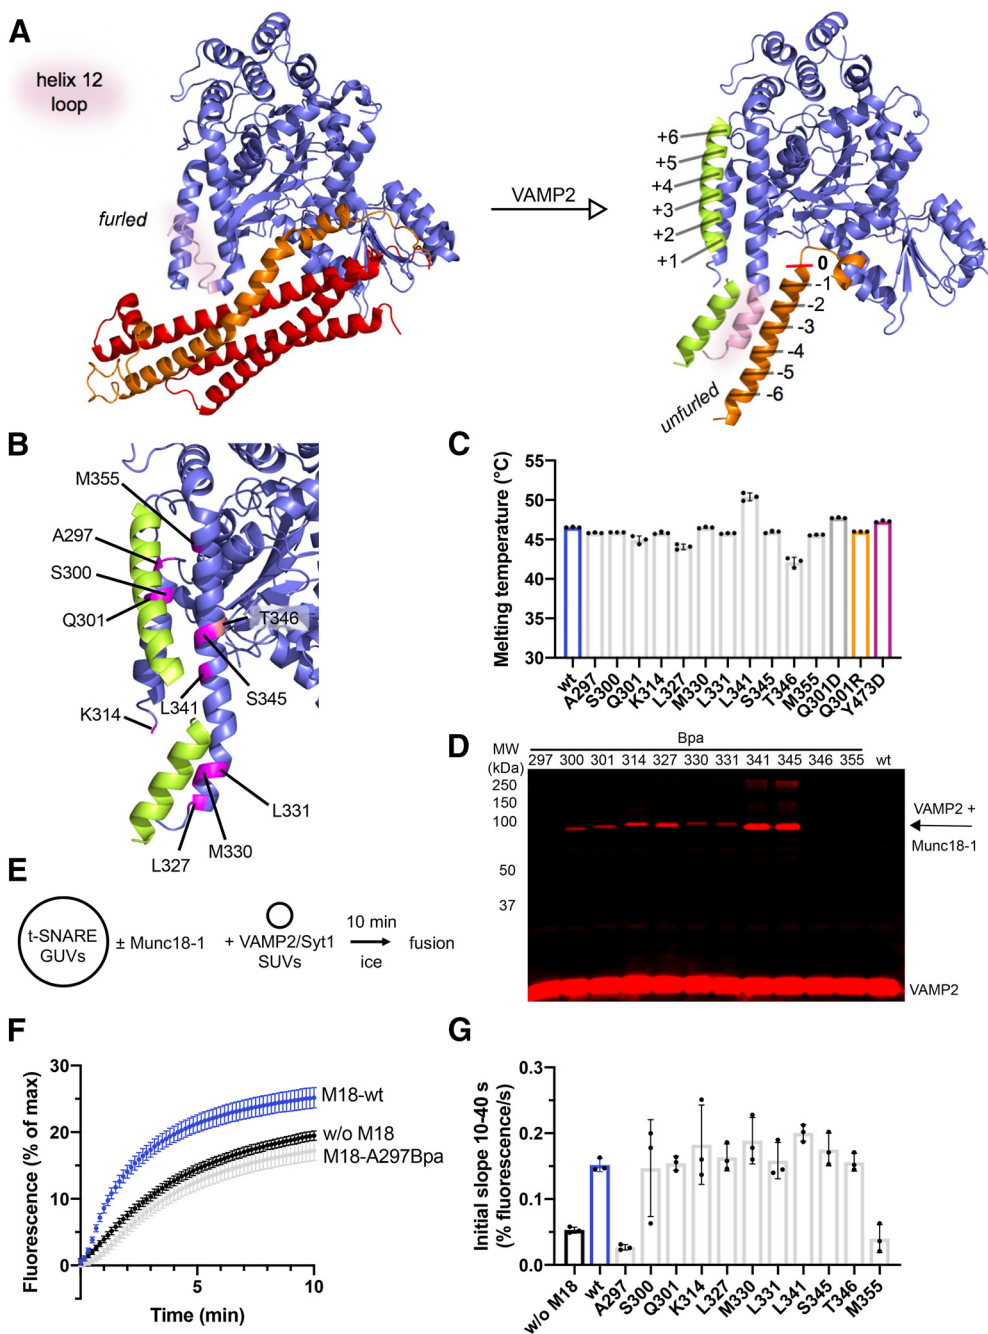 A
helix 12
loop
furled
VAMP2
+6
+5
+4
+3
+2
+1
0
-1
-2
-3
-4
-5
-6
unfurled
B
M355
A297
S300
Q301
T346
S345
L341
K314
L331
M330
L327
C
Melting temperature (°C)
55
50
45
40
35
30
wt
A297
S300
Q301
K314
L327
M330
L331
L341
S345
T346
M355
Q301D
Q301R
Y473D
D
Bpa
MW
(kDa)
297 300 301 314 327 330 331 341 345 346 355 wt
250
150
100
50
37
VAMP2 +
Munc18-1
VAMP2
E
t-SNARE
GUVs
± Munc18-1
+ VAMP2/Syt1
SUVs
10 min
ice
fusion
F
Fluorescence (% of max)
30
20
10
0
5
10
Time (min)
M18-wt
w/o M18
M18-A297Bpa
G
Initial slope 10-40 s
(% fluorescence/s)
0.3
0.2
0.1
0.0
w/o M18
wt
A297
S300
Q301
K314
L327
M330
L331
L341
S345
T346
M355